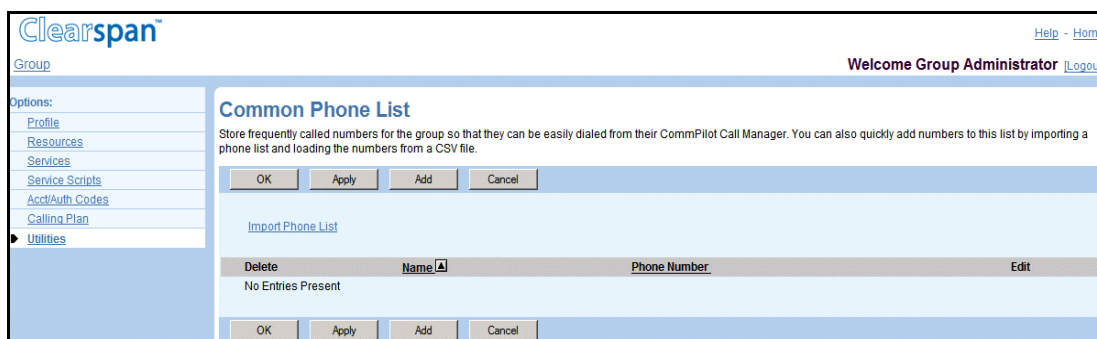 Clearspan™
Help - Hom
Group
Welcome Group Administrator [Logou
Options:
Profile
Resources
Services
Service Scripts
Acct/Auth Codes
Calling Plan
Utilities
Common Phone List
Store frequently called numbers for the group so that they can be easily dialed from their CommPilot Call Manager. You can also quickly add numbers to this list by importing a
phone list and loading the numbers from a CSV file.
OK Apply Add Cancel
Import Phone List
Delete Name Phone Number Edit
No Entries Present
OK Apply Add Cancel